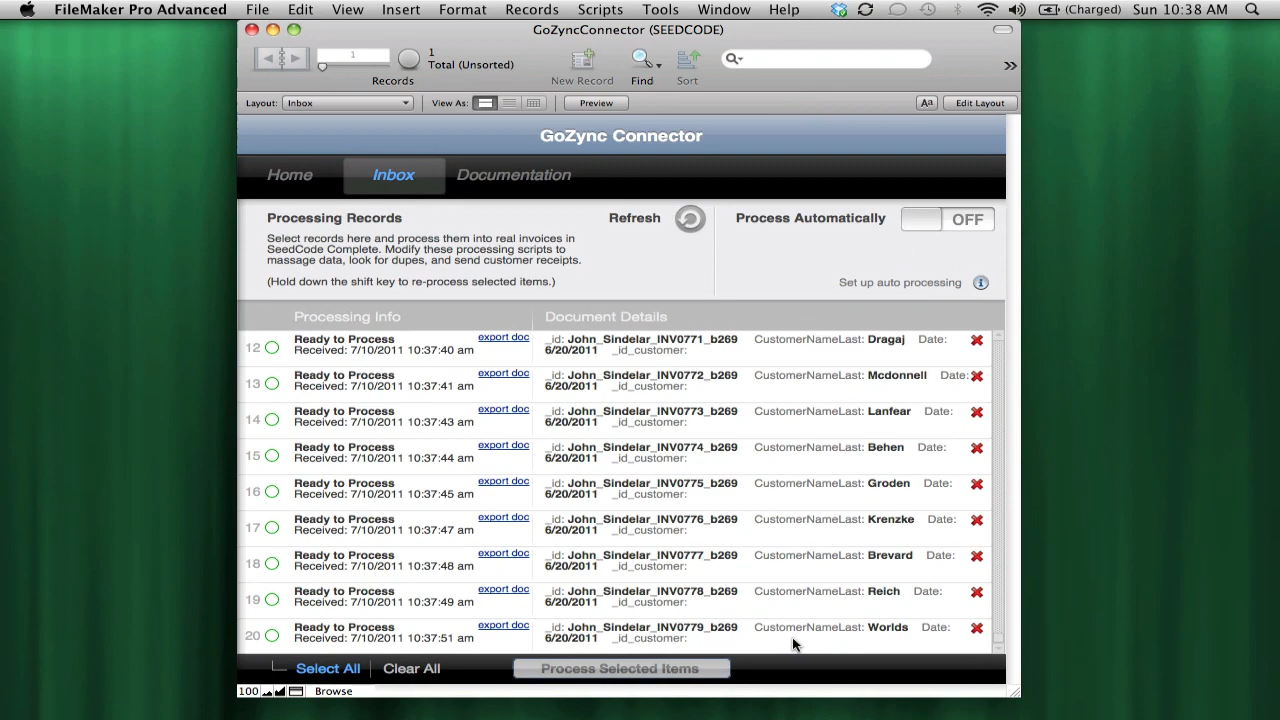 FileMaker Pro Advanced File Edit View Insert Format Records Scripts Tools Window Help (Charged) Sun 10:38 AM
GoZyncConnector (SEEDCODE)
1
1
Total (Unsorted)
Records New Record Find Sort
Layout: Inbox View As: Preview Aa Edit Layout
GoZync Connector
Home Inbox Documentation
Processing Records Refresh Process Automatically OFF
Select records here and process them into real invoices in
SeedCode Complete. Modify these processing scripts to
massage data, look for dupes, and send customer receipts.
(Hold down the shift key to re-process selected items.) Set up auto processing i
Processing Info Document Details
12 Ready to Process export doc _id: John_Sindelar_INV0771_b269 CustomerNameLast: Dragaj Date:
Received: 7/10/2011 10:37:40 am 6/20/2011 _id_customer:
13 Ready to Process export doc _id: John_Sindelar_INV0772_b269 CustomerNameLast: Mcdonnell Date:
Received: 7/10/2011 10:37:41 am 6/20/2011 _id_customer:
14 Ready to Process export doc _id: John_Sindelar_INV0773_b269 CustomerNameLast: Lanfear Date:
Received: 7/10/2011 10:37:43 am 6/20/2011 _id_customer:
15 Ready to Process export doc _id: John_Sindelar_INV0774_b269 CustomerNameLast: Behen Date:
Received: 7/10/2011 10:37:44 am 6/20/2011 _id_customer:
16 Ready to Process export doc _id: John_Sindelar_INV0775_b269 CustomerNameLast: Groden Date:
Received: 7/10/2011 10:37:45 am 6/20/2011 _id_customer:
17 Ready to Process export doc _id: John_Sindelar_INV0776_b269 CustomerNameLast: Krenzke Date:
Received: 7/10/2011 10:37:47 am 6/20/2011 _id_customer:
18 Ready to Process export doc _id: John_Sindelar_INV0777_b269 CustomerNameLast: Brevard Date:
Received: 7/10/2011 10:37:48 am 6/20/2011 _id_customer:
19 Ready to Process export doc _id: John_Sindelar_INV0778_b269 CustomerNameLast: Reich Date:
Received: 7/10/2011 10:37:49 am 6/20/2011 _id_customer:
20 Ready to Process export doc _id: John_Sindelar_INV0779_b269 CustomerNameLast: Worlds Date:
Received: 7/10/2011 10:37:51 am 6/20/2011 _id_customer:
Select All Clear All Process Selected Items
100 Browse